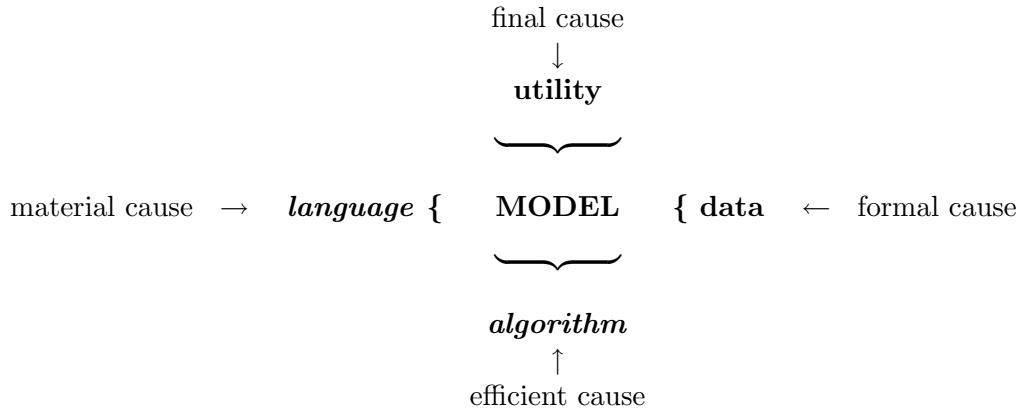 final cause
↓
utility
material cause → language { MODEL { data ← formal cause
algorithm
↑
efficient cause